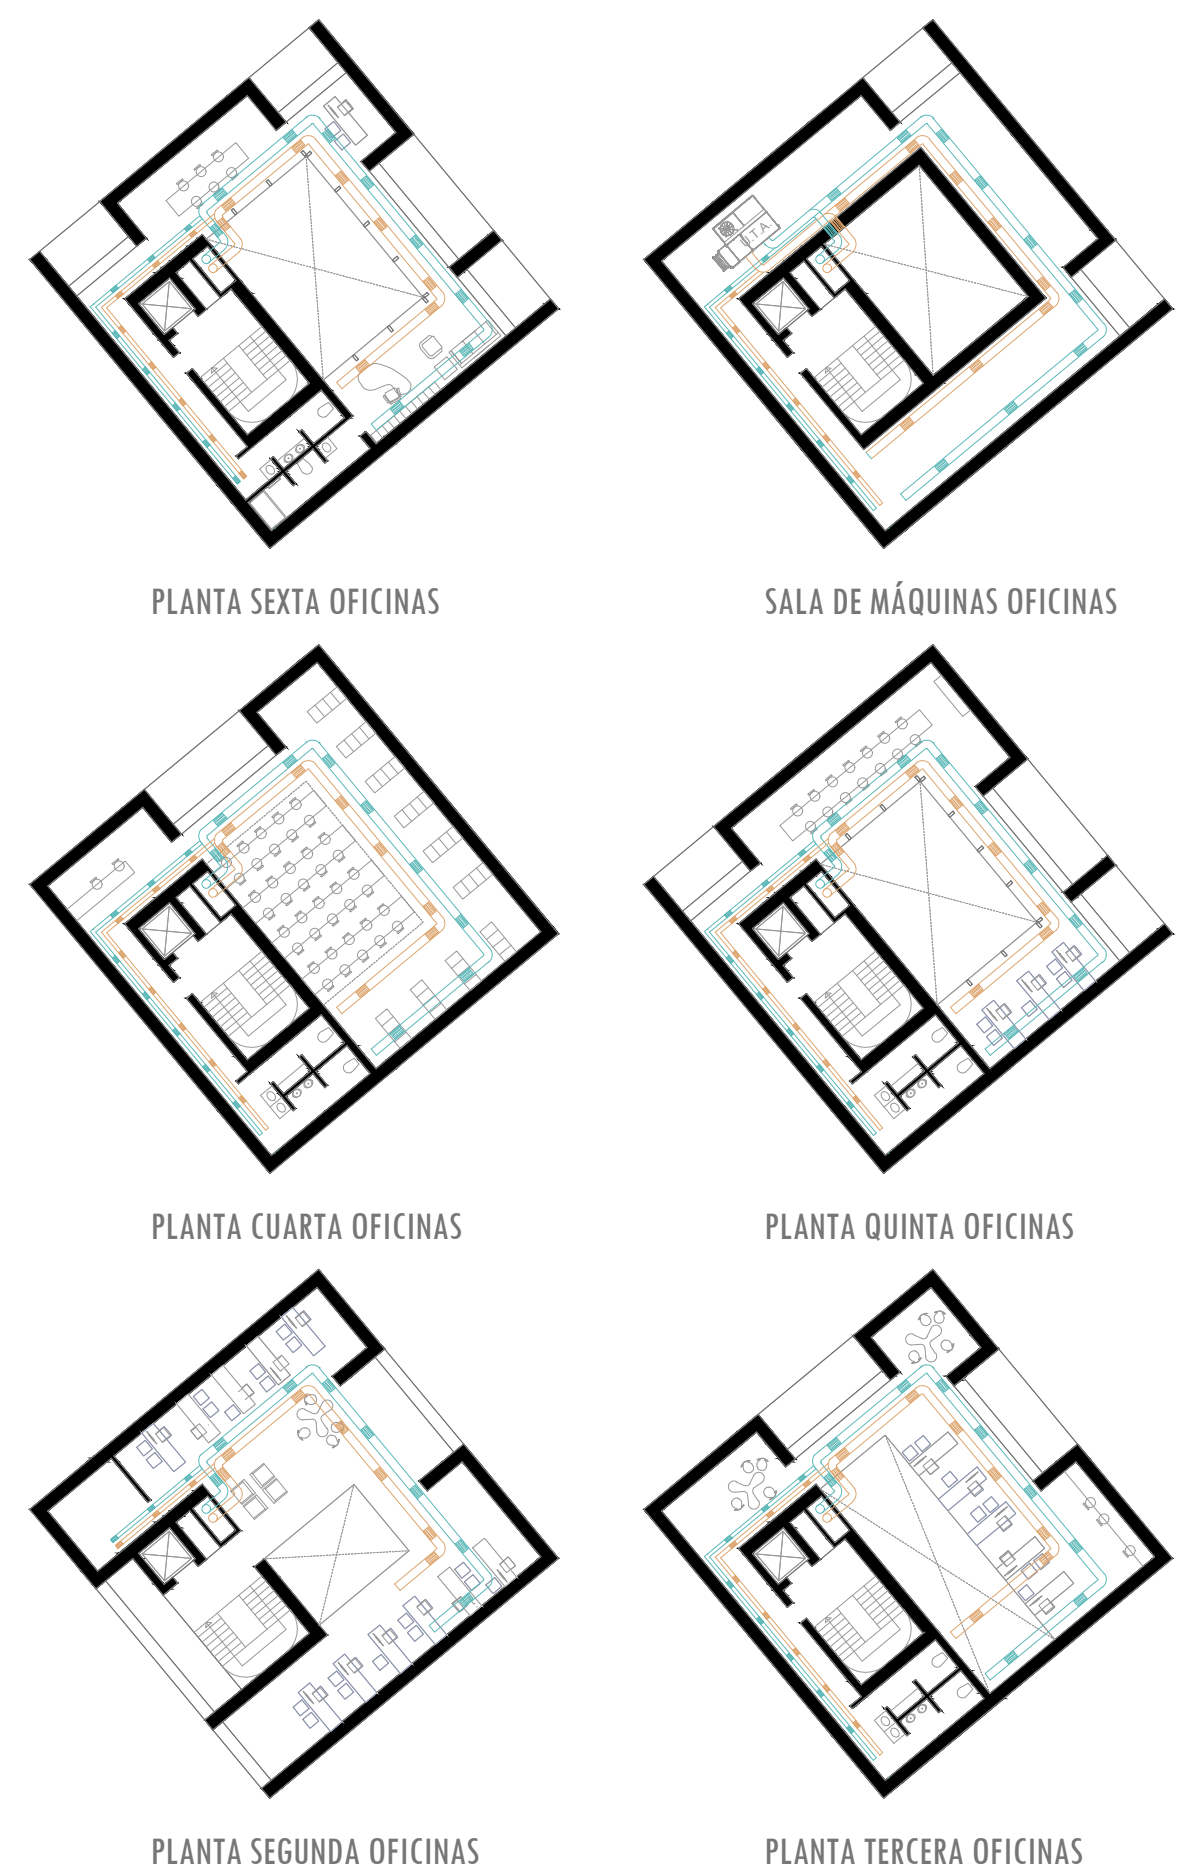 U.T.A.
PLANTA SEXTA OFICINAS
SALA DE MÁQUINAS OFICINAS
PLANTA CUARTA OFICINAS
PLANTA QUINTA OFICINAS
PLANTA SEGUNDA OFICINAS
PLANTA TERCERA OFICINAS